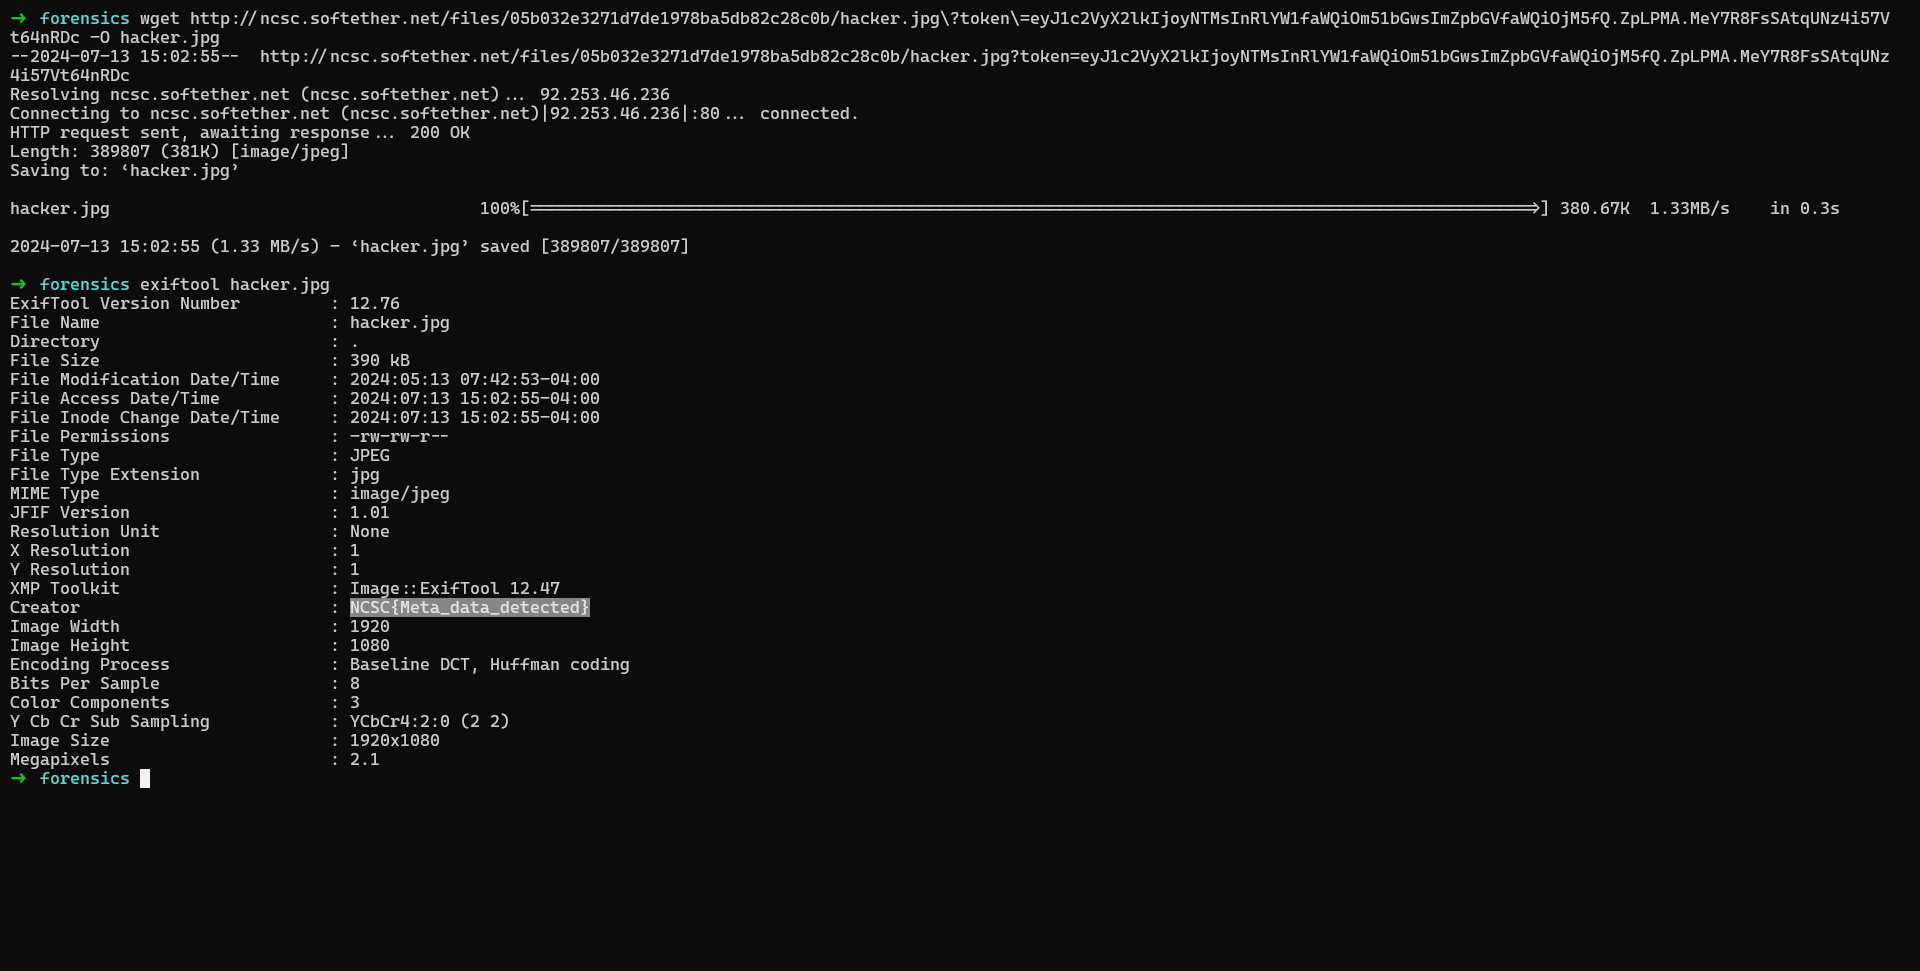 → forensics wget http://ncsc.softether.net/files/05b032e3271d7de1978ba5db82c28c0b/hacker.jpg\?token\=eyJ1c2VyX2lkIjoyNTMsInRlYW1faWQiOm51bGwsImZpbGVfaWQiOjM5fQ.ZpLPMA.MeY7R8FsSAtqUNz4i57V
t64nRDc -O hacker.jpg
--2024-07-13 15:02:55--  http://ncsc.softether.net/files/05b032e3271d7de1978ba5db82c28c0b/hacker.jpg?token=eyJ1c2VyX2lkIjoyNTMsInRlYW1faWQiOm51bGwsImZpbGVfaWQiOjM5fQ.ZpLPMA.MeY7R8FsSAtqUNz
4i57Vt64nRDc
Resolving ncsc.softether.net (ncsc.softether.net)... 92.253.46.236
Connecting to ncsc.softether.net (ncsc.softether.net)|92.253.46.236|:80... connected.
HTTP request sent, awaiting response... 200 OK
Length: 389807 (381K) [image/jpeg]
Saving to: ‘hacker.jpg’
hacker.jpg 100%[===================================================================================================>] 380.67K 1.33MB/s in 0.3s
2024-07-13 15:02:55 (1.33 MB/s) - ‘hacker.jpg’ saved [389807/389807]
→ forensics exiftool hacker.jpg
ExifTool Version Number : 12.76
File Name : hacker.jpg
Directory : .
File Size : 390 kB
File Modification Date/Time : 2024:05:13 07:42:53-04:00
File Access Date/Time : 2024:07:13 15:02:55-04:00
File Inode Change Date/Time : 2024:07:13 15:02:55-04:00
File Permissions : -rw-rw-r--
File Type : JPEG
File Type Extension : jpg
MIME Type : image/jpeg
JFIF Version : 1.01
Resolution Unit : None
X Resolution : 1
Y Resolution : 1
XMP Toolkit : Image::ExifTool 12.47
Creator : NCSC{Meta_data_detected}
Image Width : 1920
Image Height : 1080
Encoding Process : Baseline DCT, Huffman coding
Bits Per Sample : 8
Color Components : 3
Y Cb Cr Sub Sampling : YCbCr4:2:0 (2 2)
Image Size : 1920x1080
Megapixels : 2.1
→ forensics